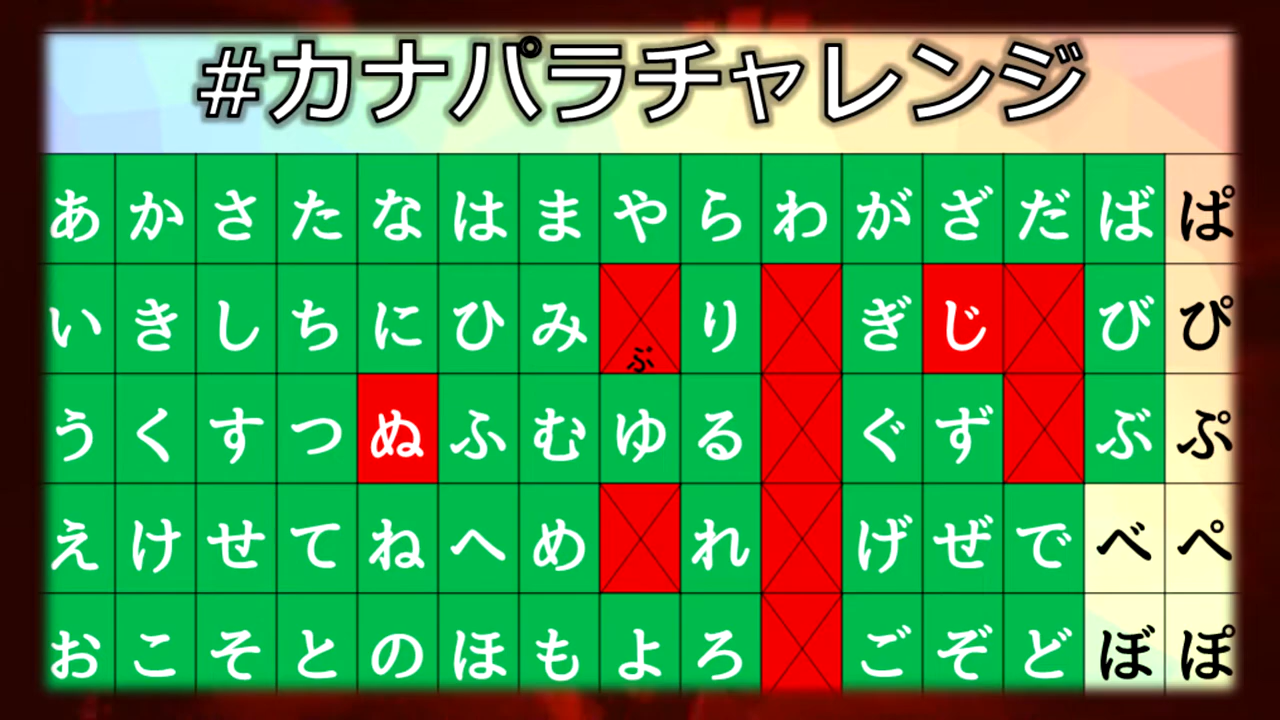 #カナパラチャレンジ
あ か さ た な は ま や ら わ が ざ だ ば ぱ
い き し ち に ひ み ぶ り ぎ じ び ぴ
う く す つ ぬ ふ む ゆ る ぐ ず ぶ ぷ
え け せ て ね へ め れ げ ぜ で べ ぺ
お こ そ と の ほ も よ ろ ご ぞ ど ぼ ぽ